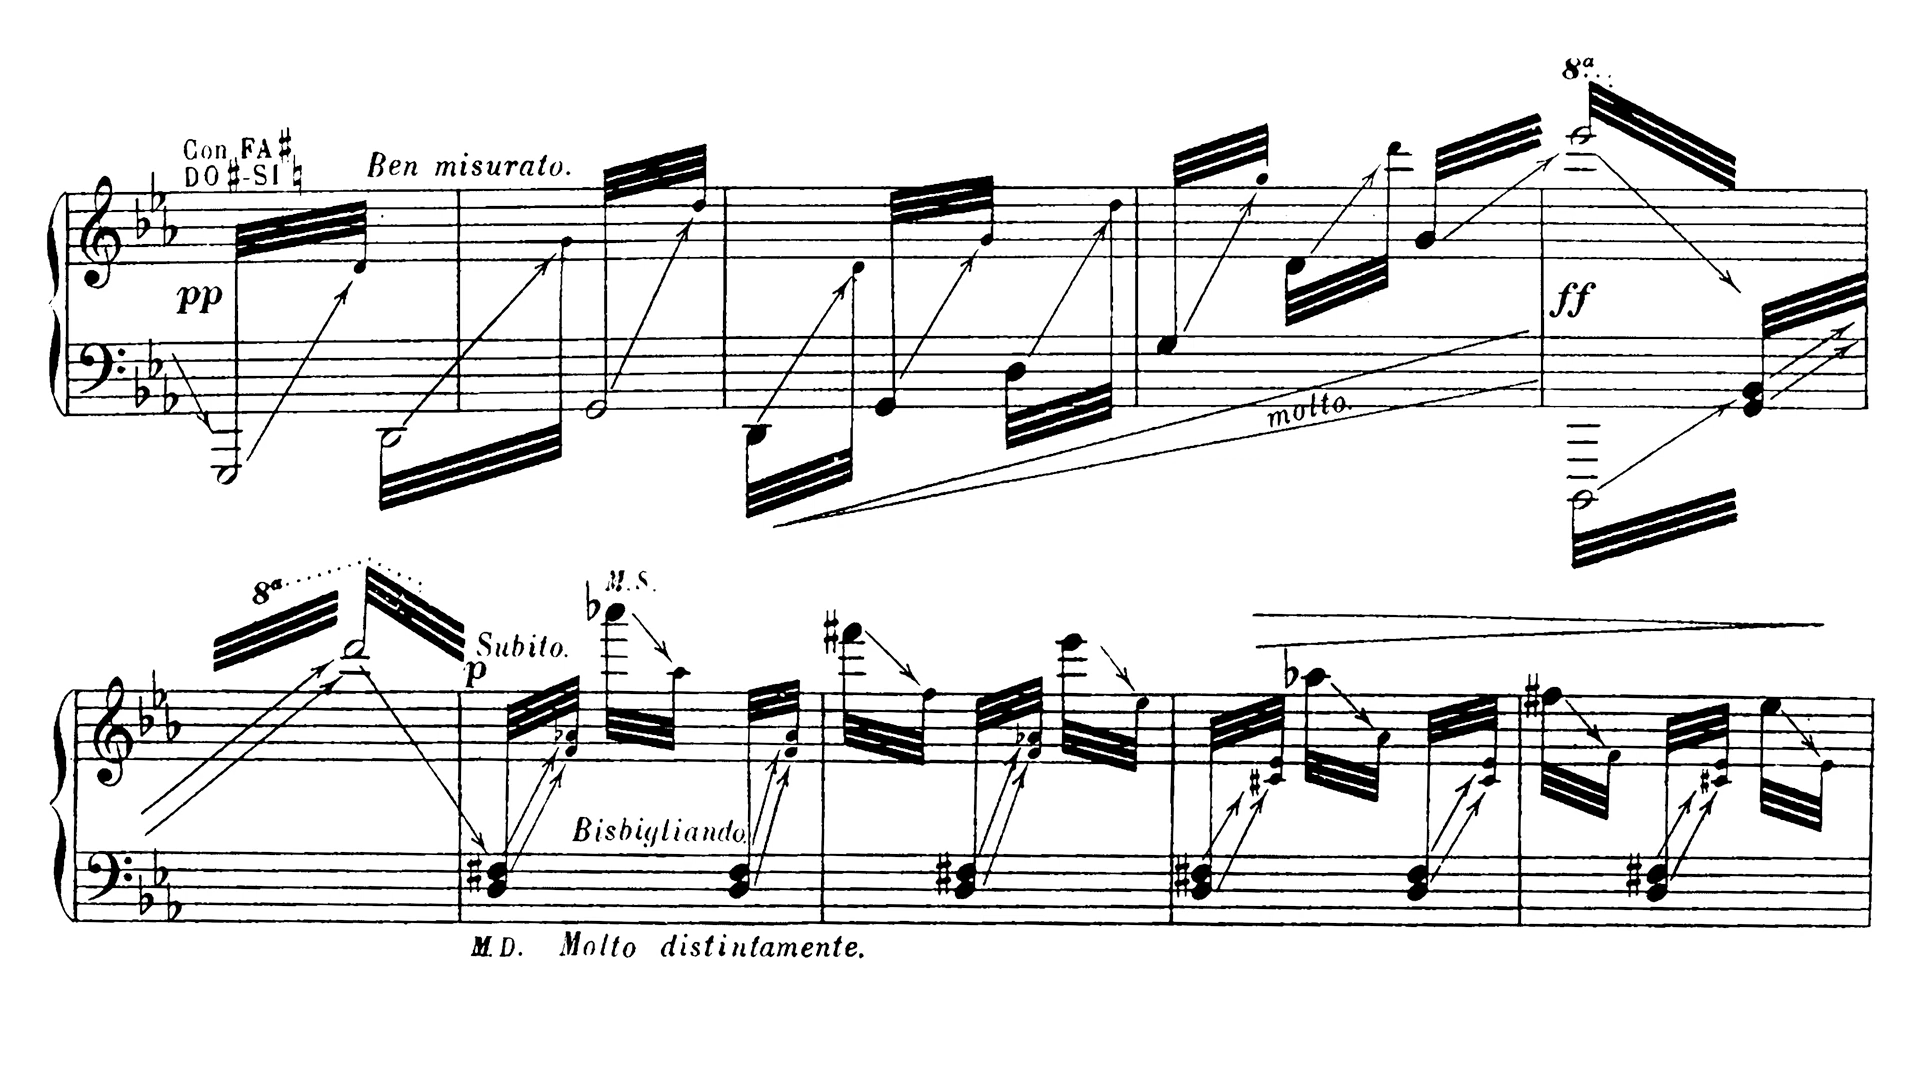 8ª...
Con FA♯
DO♯-SI♮
Ben misurato.
pp
ff
molto.
8ª
M.S.
Subito.
p
Bisbigliando.
M.D. Molto distintamente.